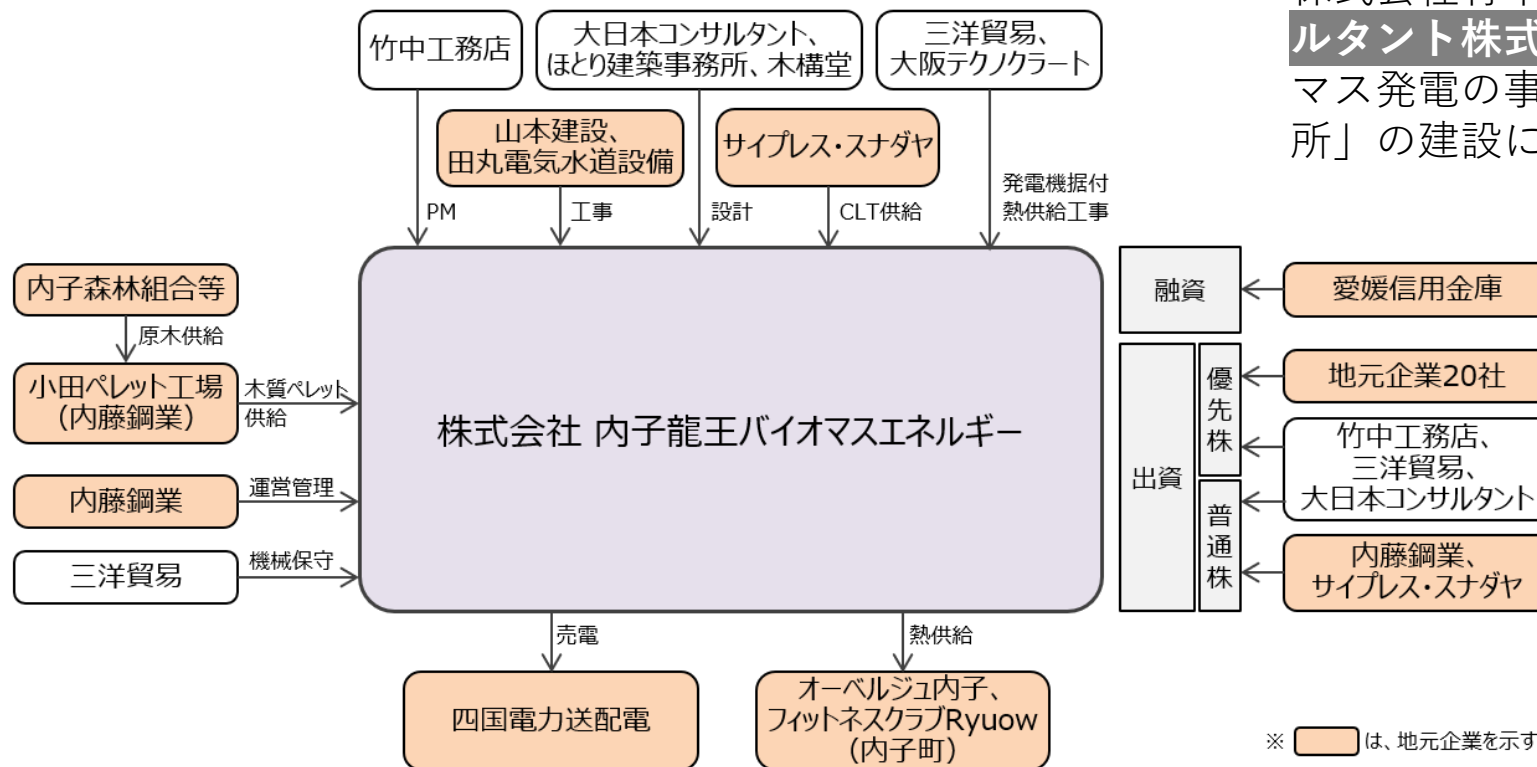 竹中工務店
大日本コンサルタント、
ほとり建築事務所、木構堂
三洋貿易、
大阪テクノクラート
ルタント株式
マス発電の事
所」の建設に
山本建設、
田丸電気水道設備
サイプレス・スナダヤ
PM
工事
設計
CLT供給
発電機据付
熱供給工事
内子森林組合等
原木供給
小田ペレット工場
(内藤鋼業)
木質ペレット
供給
内藤鋼業
運営管理
三洋貿易
機械保守
株式会社 内子龍王バイオマスエネルギー
融資
愛媛信用金庫
出資
優先株
普通株
地元企業20社
竹中工務店、
三洋貿易、
大日本コンサルタント
内藤鋼業、
サイプレス・スナダヤ
売電
熱供給
四国電力送配電
オーベルジュ内子、
フィットネスクラブRyuow
(内子町)
※ は、地元企業を示す